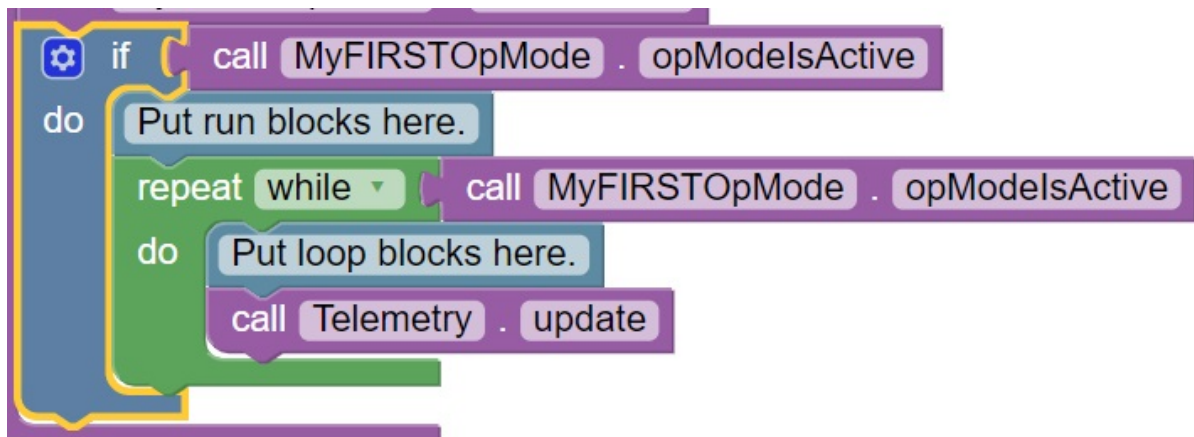 if call MyFIRSTOpMode . opModeIsActive
do Put run blocks here.
repeat while call MyFIRSTOpMode . opModeIsActive
do Put loop blocks here.
call Telemetry . update